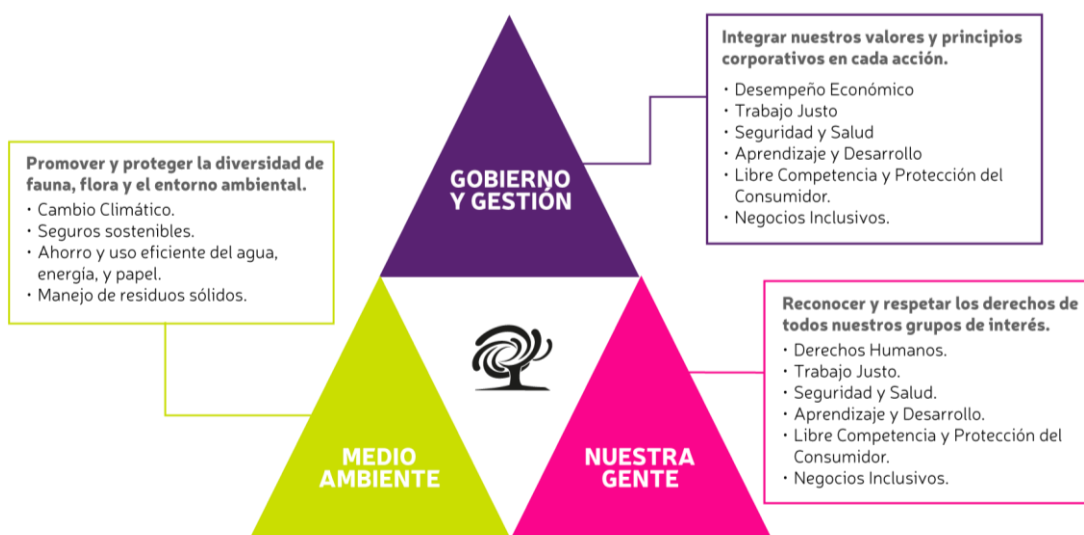 Integrar nuestros valores y principios
corporativos en cada acción.
· Desempeño Económico
· Trabajo Justo
· Seguridad y Salud
· Aprendizaje y Desarrollo
· Libre Competencia y Protección del
Consumidor.
· Negocios Inclusivos.
GOBIERNO
Y GESTIÓN
Promover y proteger la diversidad de
fauna, flora y el entorno ambiental.
· Cambio Climático.
· Seguros sostenibles.
· Ahorro y uso eficiente del agua,
energía, y papel.
· Manejo de residuos sólidos.
Reconocer y respetar los derechos de
todos nuestros grupos de interés.
· Derechos Humanos.
· Trabajo Justo.
· Seguridad y Salud.
· Aprendizaje y Desarrollo.
· Libre Competencia y Protección del
Consumidor.
· Negocios Inclusivos.
MEDIO
AMBIENTE
NUESTRA
GENTE